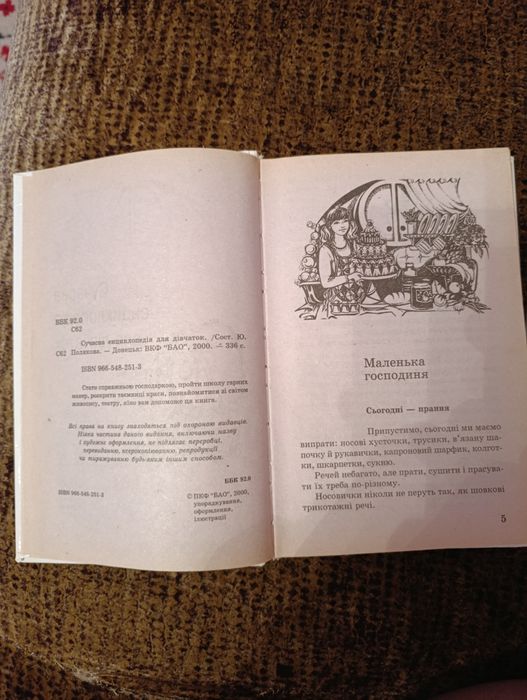 ББК 92.0
С62
Сучасна енциклопедія для дівчаток. /Сост. Ю.
С62 Полякова. — Донецьк: ВКФ "БАО", 2000. — 336 с.
ISBN 966-548-251-3
Стати справжньою господаркою, пройти школу гарних
манер, розкрити таємниці краси, познайомитися зі світом
живопису, театру, кіно вам допоможе ця книга.
Всі права на книгу знаходяться під охороною видавців.
Ніяка частина даного видання, включаючи назву
і художнє оформлення, не підлягає переробці,
перевиданню, ксерокопіюванню, репродукції
чи тиражуванню будь-яким іншим способом.
ББК 92.0
ISBN 966-548-251-3
© ПКФ "БАО", 2000,
упорядкування,
оформлення,
ілюстрації
Маленька
господиня
Сьогодні — прання
Припустимо, сьогодні ми маємо
випрати: носові хусточки, трусики, в'язану ша-
почку й рукавички, капроновий шарфик, колгот-
ки, шкарпетки, сукню.
Речей небагато, але прати, сушити і прасува-
ти їх треба по-різному.
Носовички ніколи не перуть так, як шовкові
трикотажні речі.
5